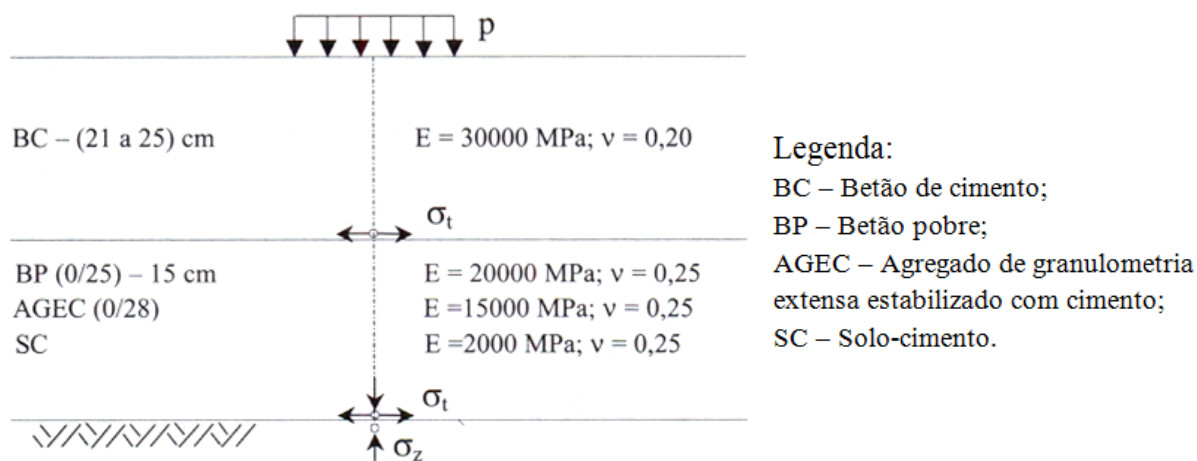 p
BC – (21 a 25) cm
E = 30000 MPa; ν = 0,20
σt
BP (0/25) – 15 cm
E = 20000 MPa; ν = 0,25
AGEC (0/28)
E =15000 MPa; ν = 0,25
SC
E =2000 MPa; ν = 0,25
σt
σz
Legenda:
BC – Betão de cimento;
BP – Betão pobre;
AGEC – Agregado de granulometria
extensa estabilizado com cimento;
SC – Solo-cimento.